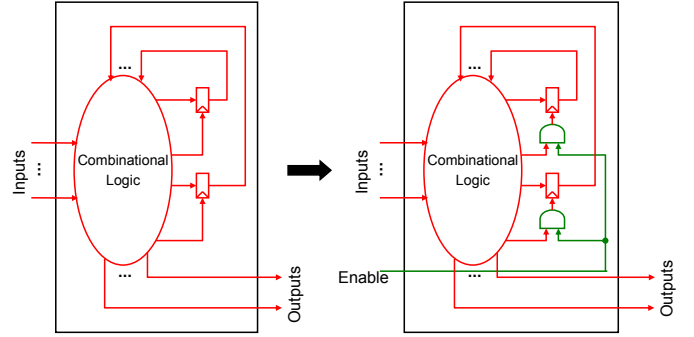 ...
Inputs
...
Combinational
Logic
...
Outputs
...
Inputs
...
Combinational
Logic
Enable
...
Outputs